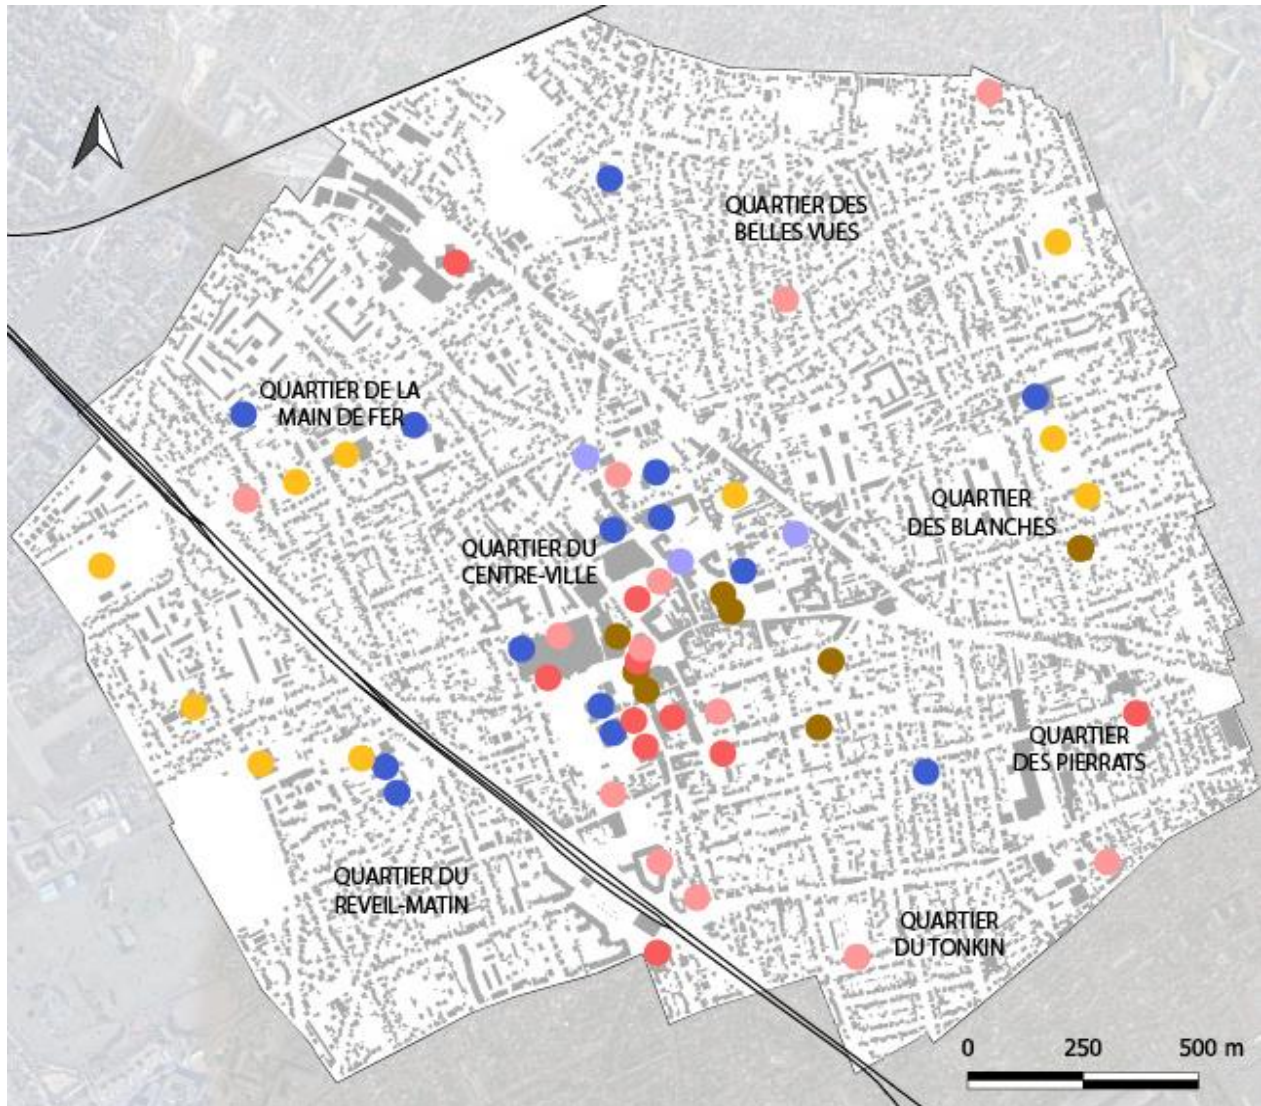 QUARTIER DES
BELLES VUES
QUARTIER DE LA
MAIN DE FER
QUARTIER
DES BLANCHES
QUARTIER DU
CENTRE-VILLE
QUARTIER
DES PIERRATS
QUARTIER DU
REVEIL-MATIN
QUARTIER
DU TONKIN
0 250 500 m